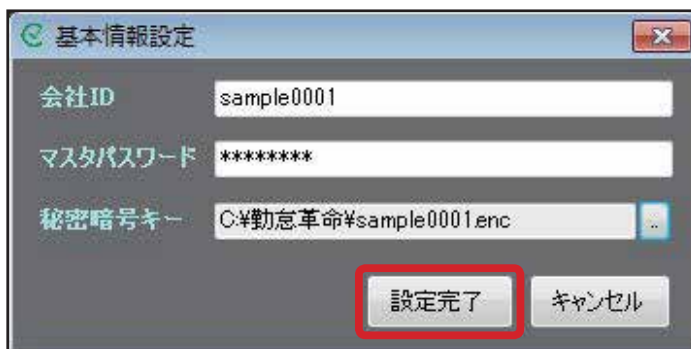 基本情報設定
会社ID sample0001
マスタパスワード ********
秘密暗号キー C:¥勤怠革命¥sample0001.enc ..
設定完了 キャンセル